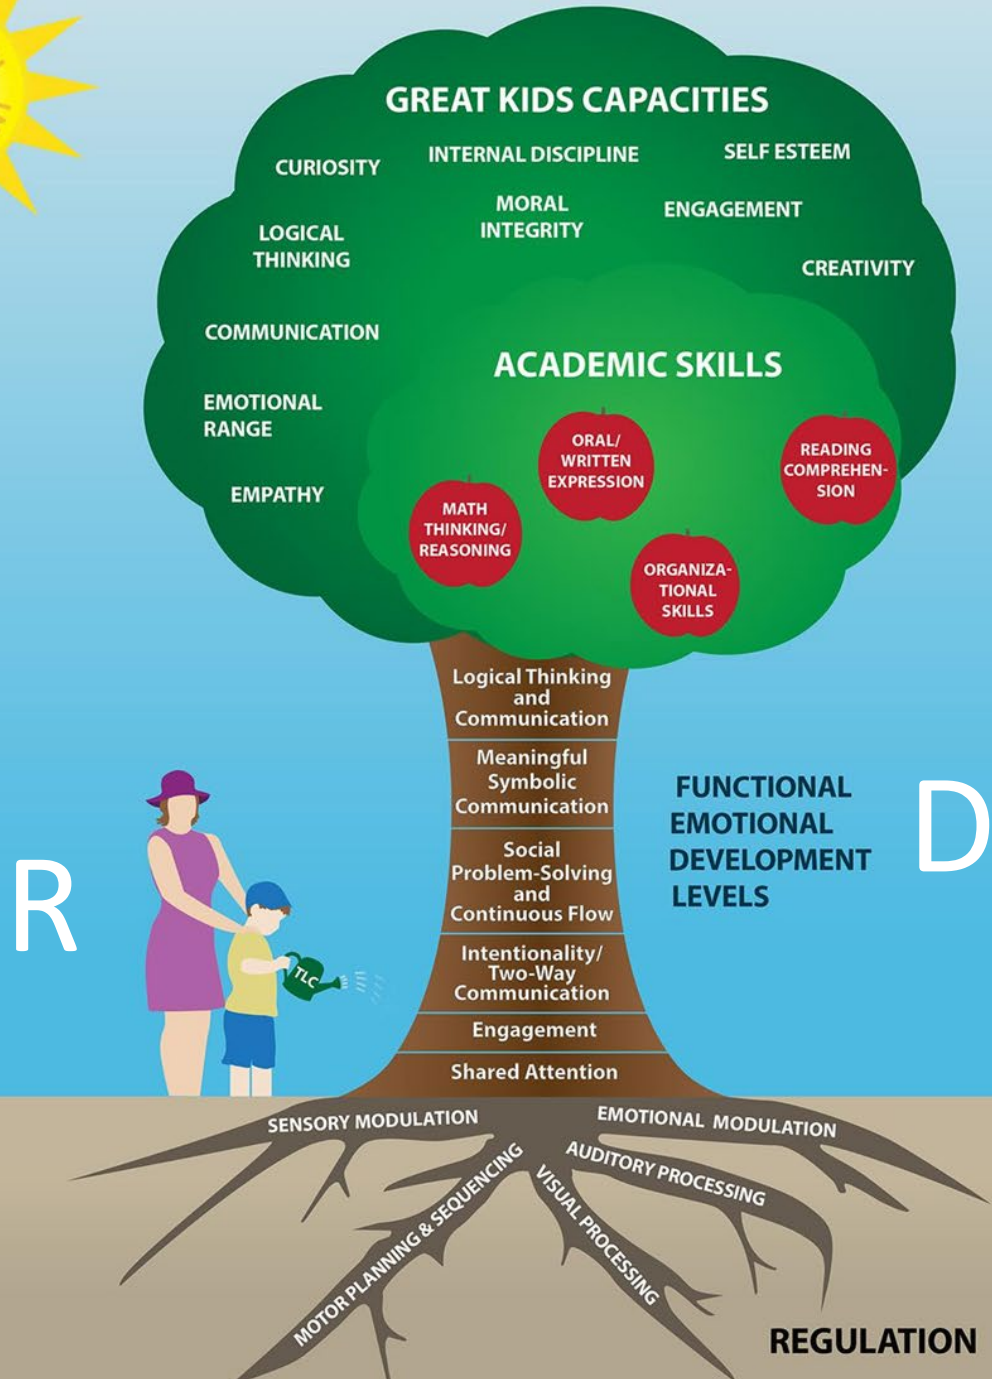 GREAT KIDS CAPACITIES
CURIOSITY
INTERNAL DISCIPLINE
SELF ESTEEM
MORAL
INTEGRITY
ENGAGEMENT
LOGICAL
THINKING
CREATIVITY
COMMUNICATION
EMOTIONAL
RANGE
EMPATHY
ACADEMIC SKILLS
ORAL/
WRITTEN
EXPRESSION
READING
COMPREHEN-
SION
MATH
THINKING/
REASONING
ORGANIZA-
TIONAL
SKILLS
Logical Thinking
and
Communication
Meaningful
Symbolic
Communication
Social
Problem-Solving
and
Continuous Flow
Intentionality/
Two-Way
Communication
Engagement
Shared Attention
FUNCTIONAL
EMOTIONAL
DEVELOPMENT
LEVELS
D
R
TLC
SENSORY MODULATION
EMOTIONAL MODULATION
MOTOR PLANNING & SEQUENCING
VISUAL PROCESSING
AUDITORY PROCESSING
REGULATION